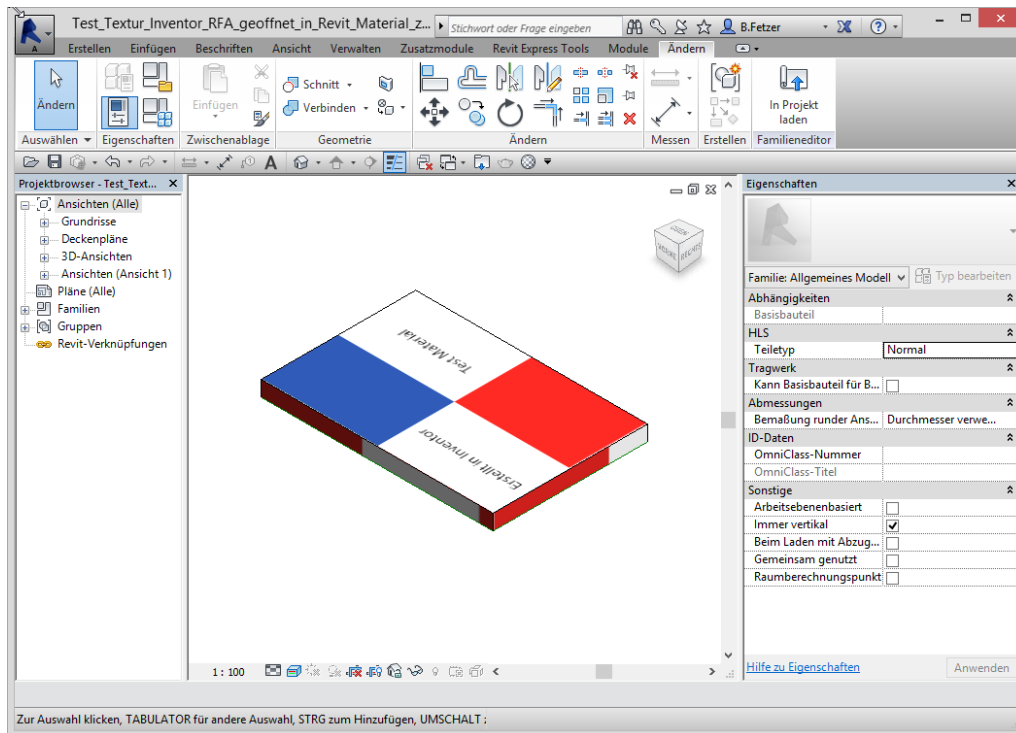 Test_Textur_Inventor_RFA_geoffnet_in_Revit_Material_z...
Stichwort oder Frage eingeben
B.Fetzer
A
Erstellen Einfügen Beschriften Ansicht Verwalten Zusatzmodule Revit Express Tools Module Ändern
Ändern
Einfügen
Schnitt
Verbinden
In Projekt
laden
Auswählen Eigenschaften Zwischenablage Geometrie Ändern Messen Erstellen Familieneditor
A
Projektbrowser - Test_Text...
Ansichten (Alle)
Grundrisse
Deckenpläne
3D-Ansichten
Ansichten (Ansicht 1)
Pläne (Alle)
Familien
Gruppen
Revit-Verknüpfungen
OBEN
VORNE
RECHTS
Test Material
Erstellt in Inventor
1 : 100
Eigenschaften
Familie: Allgemeines Modell
Typ bearbeiten
Abhängigkeiten
Basisbauteil
HLS
Teiletyp Normal
Tragwerk
Kann Basisbauteil für B...
Abmessungen
Bemaßung runder Ans... Durchmesser verwe...
ID-Daten
OmniClass-Nummer
OmniClass-Titel
Sonstige
Arbeitsebenenbasiert
Immer vertikal
Beim Laden mit Abzug...
Gemeinsam genutzt
Raumberechnungspunkt
Hilfe zu Eigenschaften
Anwenden
Zur Auswahl klicken, TABULATOR für andere Auswahl, STRG zum Hinzufügen, UMSCHALT :